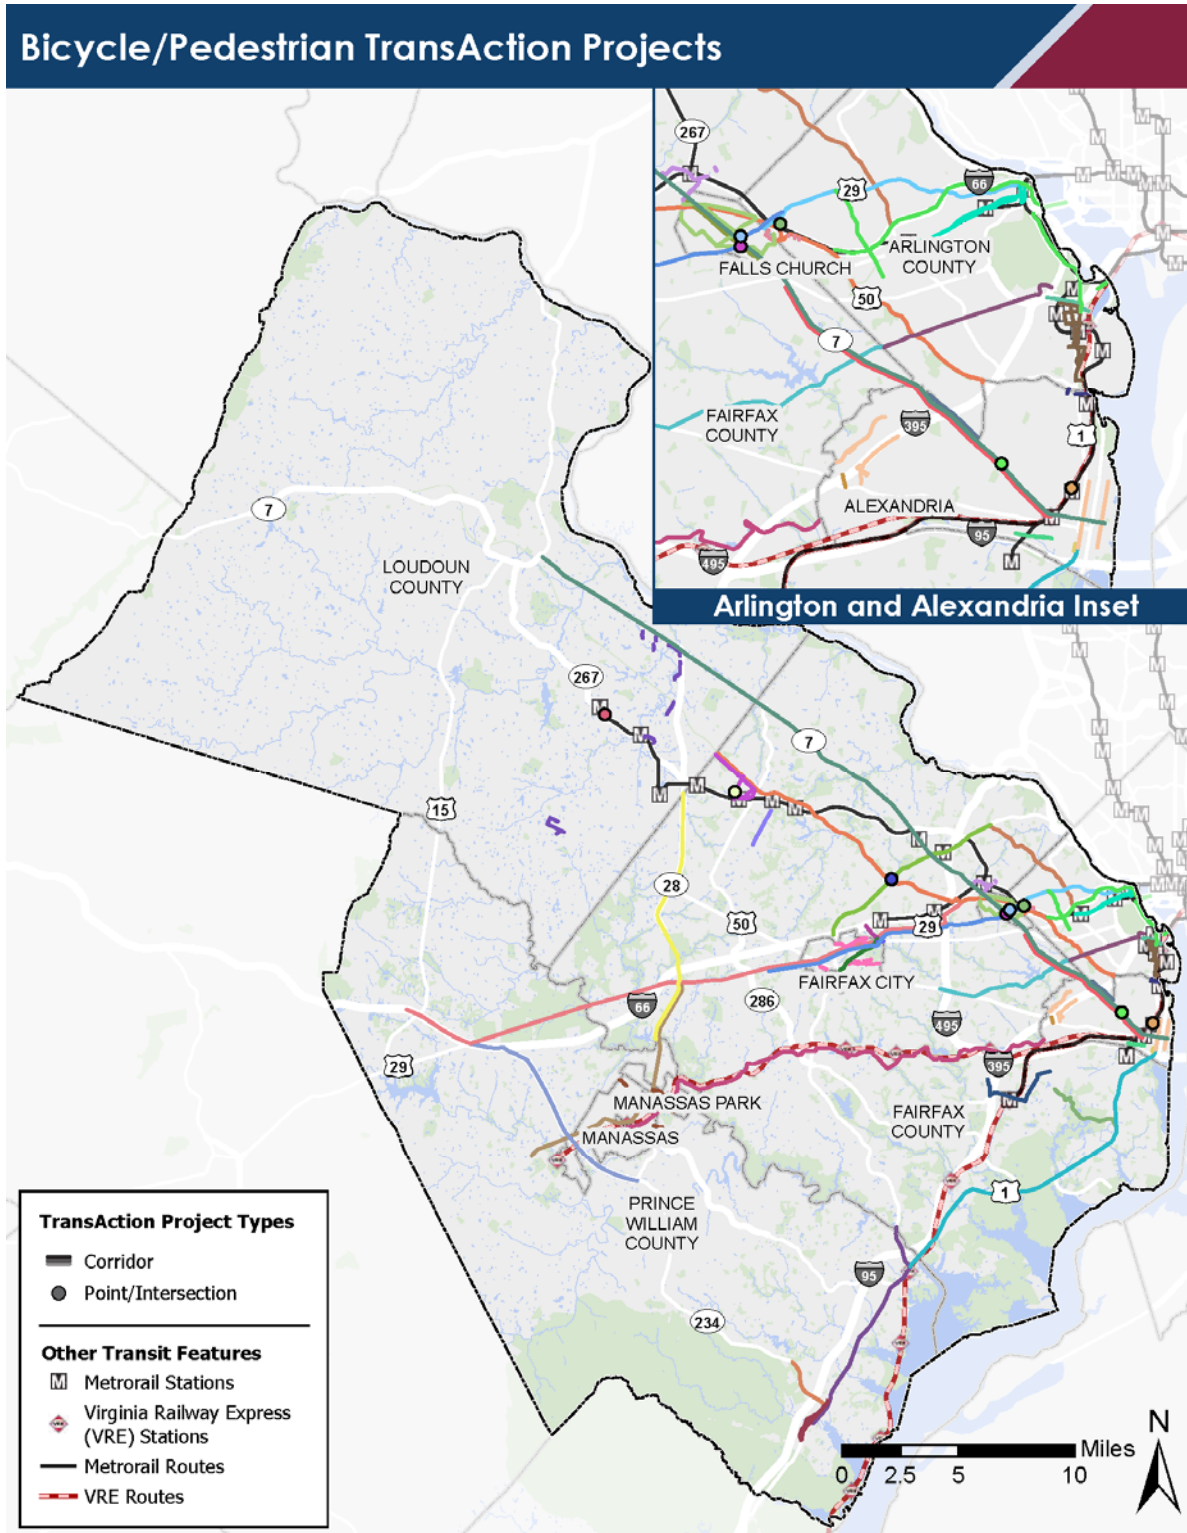 Bicycle/Pedestrian TransAction Projects
267
29
66
M
ARLINGTON
COUNTY
FALLS CHURCH
50
7
FAIRFAX
COUNTY
395
1
ALEXANDRIA
95
495
Arlington and Alexandria Inset
7
LOUDOUN
COUNTY
267
7
15
28
50
29
FAIRFAX CITY
286
66
495
29
395
MANASSAS PARK
FAIRFAX
COUNTY
MANASSAS
1
PRINCE
WILLIAM
COUNTY
95
234
TransAction Project Types
Corridor
Point/Intersection
Other Transit Features
M Metrorail Stations
VRE Virginia Railway Express
(VRE) Stations
Metrorail Routes
VRE Routes
N
Miles
0 2.5 5 10